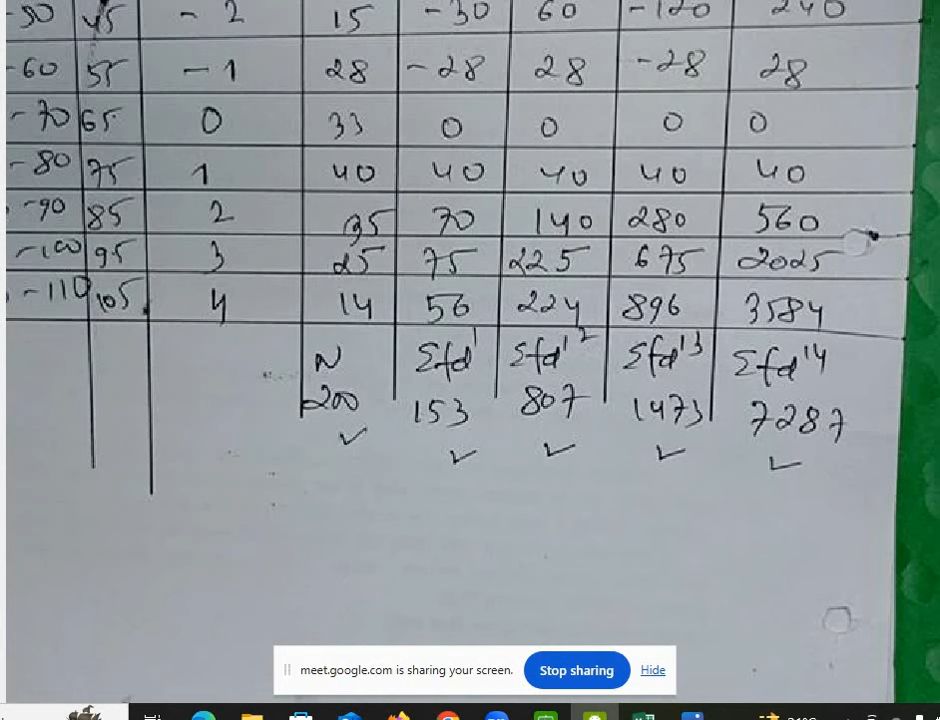 -50 45 - 2 15 -30 60 -120 240
-60 55 - 1 28 -28 28 -28 28
-70 65 0 33 0 0 0 0
-80 75 1 40 40 40 40 40
-90 85 2 35 70 140 280 560
-100 95 3 25 75 225 675 2025
-110 105 4 14 56 224 896 3584
N Σfd' Σfd'² Σfd'³ Σfd'⁴
200 153 807 1473 7287
meet.google.com is sharing your screen. Stop sharing Hide